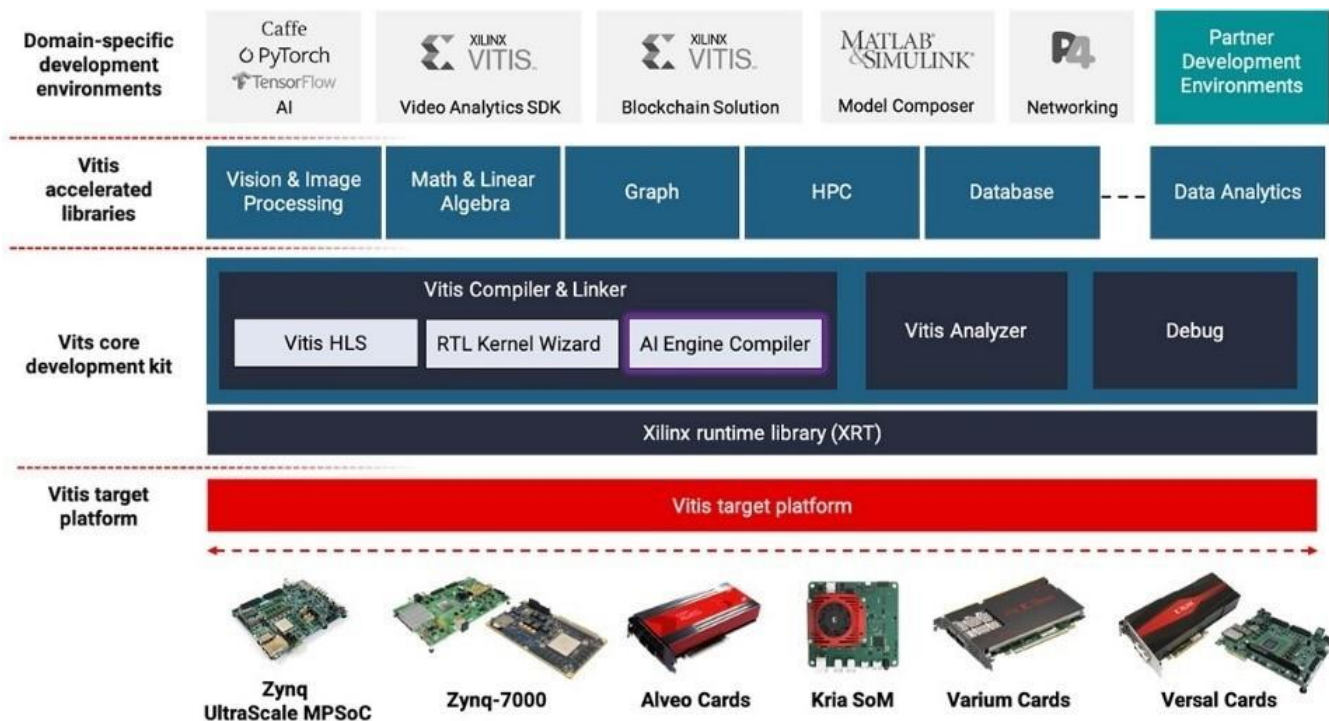 Domain-specific
development
environments
Caffe
PyTorch
TensorFlow
AI
XILINX
VITIS
Video Analytics SDK
XILINX
VITIS
Blockchain Solution
MATLAB
&SIMULINK
Model Composer
P4
Networking
Partner
Development
Environments
Vitis
accelerated
libraries
Vision & Image
Processing
Math & Linear
Algebra
Graph
HPC
Database
Data Analytics
Vits core
development kit
Vitis Compiler & Linker
Vitis HLS
RTL Kernel Wizard
AI Engine Compiler
Vitis Analyzer
Debug
Xilinx runtime library (XRT)
Vitis target
platform
Vitis target platform
Zynq
UltraScale MPSoC
Zynq-7000
Alveo Cards
Kria SoM
Varium Cards
Versal Cards